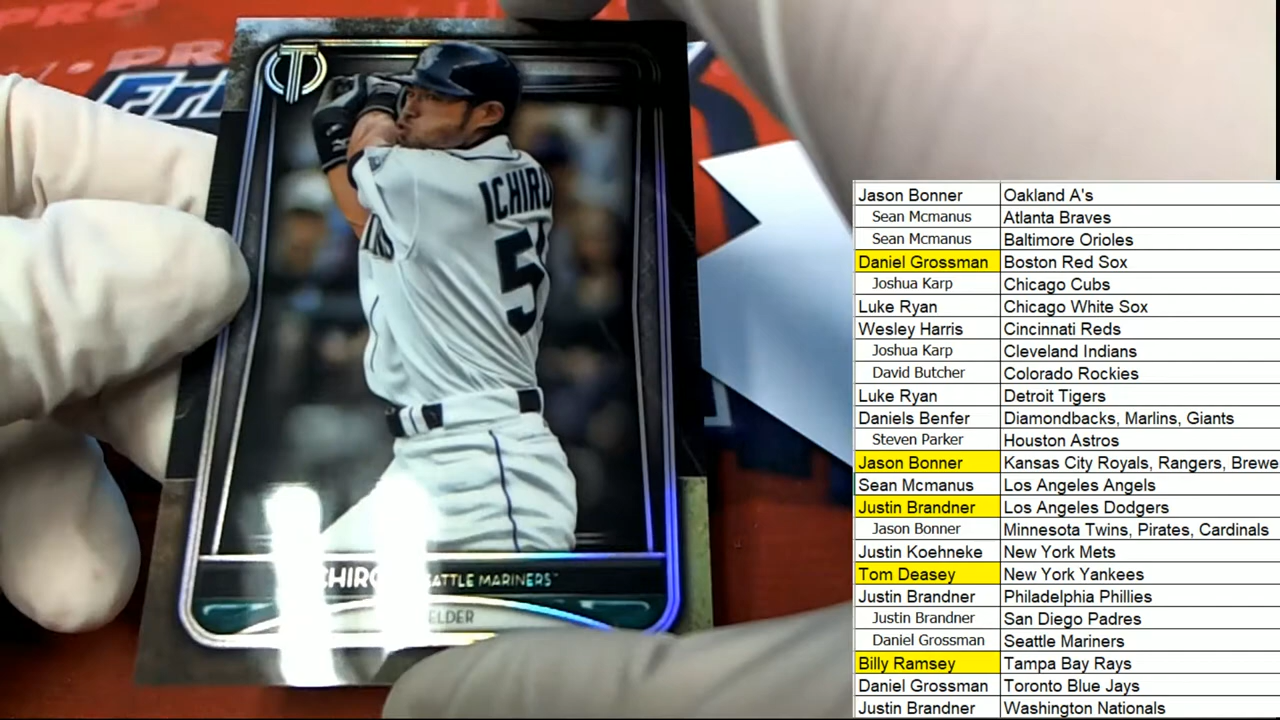 PRO
T
ICHIRO
5
SEATTLE MARINERS™
Jason Bonner Oakland A's
Sean Mcmanus Atlanta Braves
Sean Mcmanus Baltimore Orioles
Daniel Grossman Boston Red Sox
Joshua Karp Chicago Cubs
Luke Ryan Chicago White Sox
Wesley Harris Cincinnati Reds
Joshua Karp Cleveland Indians
David Butcher Colorado Rockies
Luke Ryan Detroit Tigers
Daniels Benfer Diamondbacks, Marlins, Giants
Steven Parker Houston Astros
Jason Bonner Kansas City Royals, Rangers, Brewe
Sean Mcmanus Los Angeles Angels
Justin Brandner Los Angeles Dodgers
Jason Bonner Minnesota Twins, Pirates, Cardinals
Justin Koehneke New York Mets
Tom Deasey New York Yankees
Justin Brandner Philadelphia Phillies
Justin Brandner San Diego Padres
Daniel Grossman Seattle Mariners
Billy Ramsey Tampa Bay Rays
Daniel Grossman Toronto Blue Jays
Justin Brandner Washington Nationals